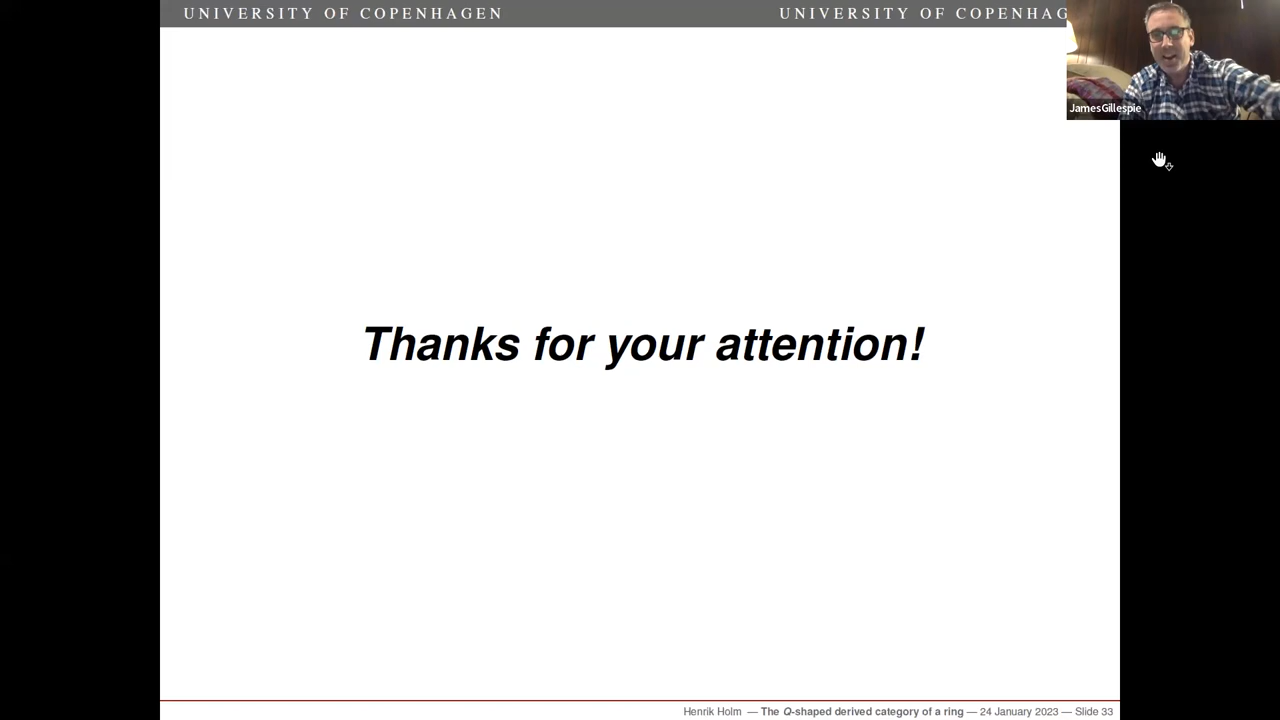 UNIVERSITY OF COPENHAGEN
UNIVERSITY OF COPENHAG
JamesGillespie
Thanks for your attention!
Henrik Holm — The Q-shaped derived category of a ring — 24 January 2023 — Slide 33